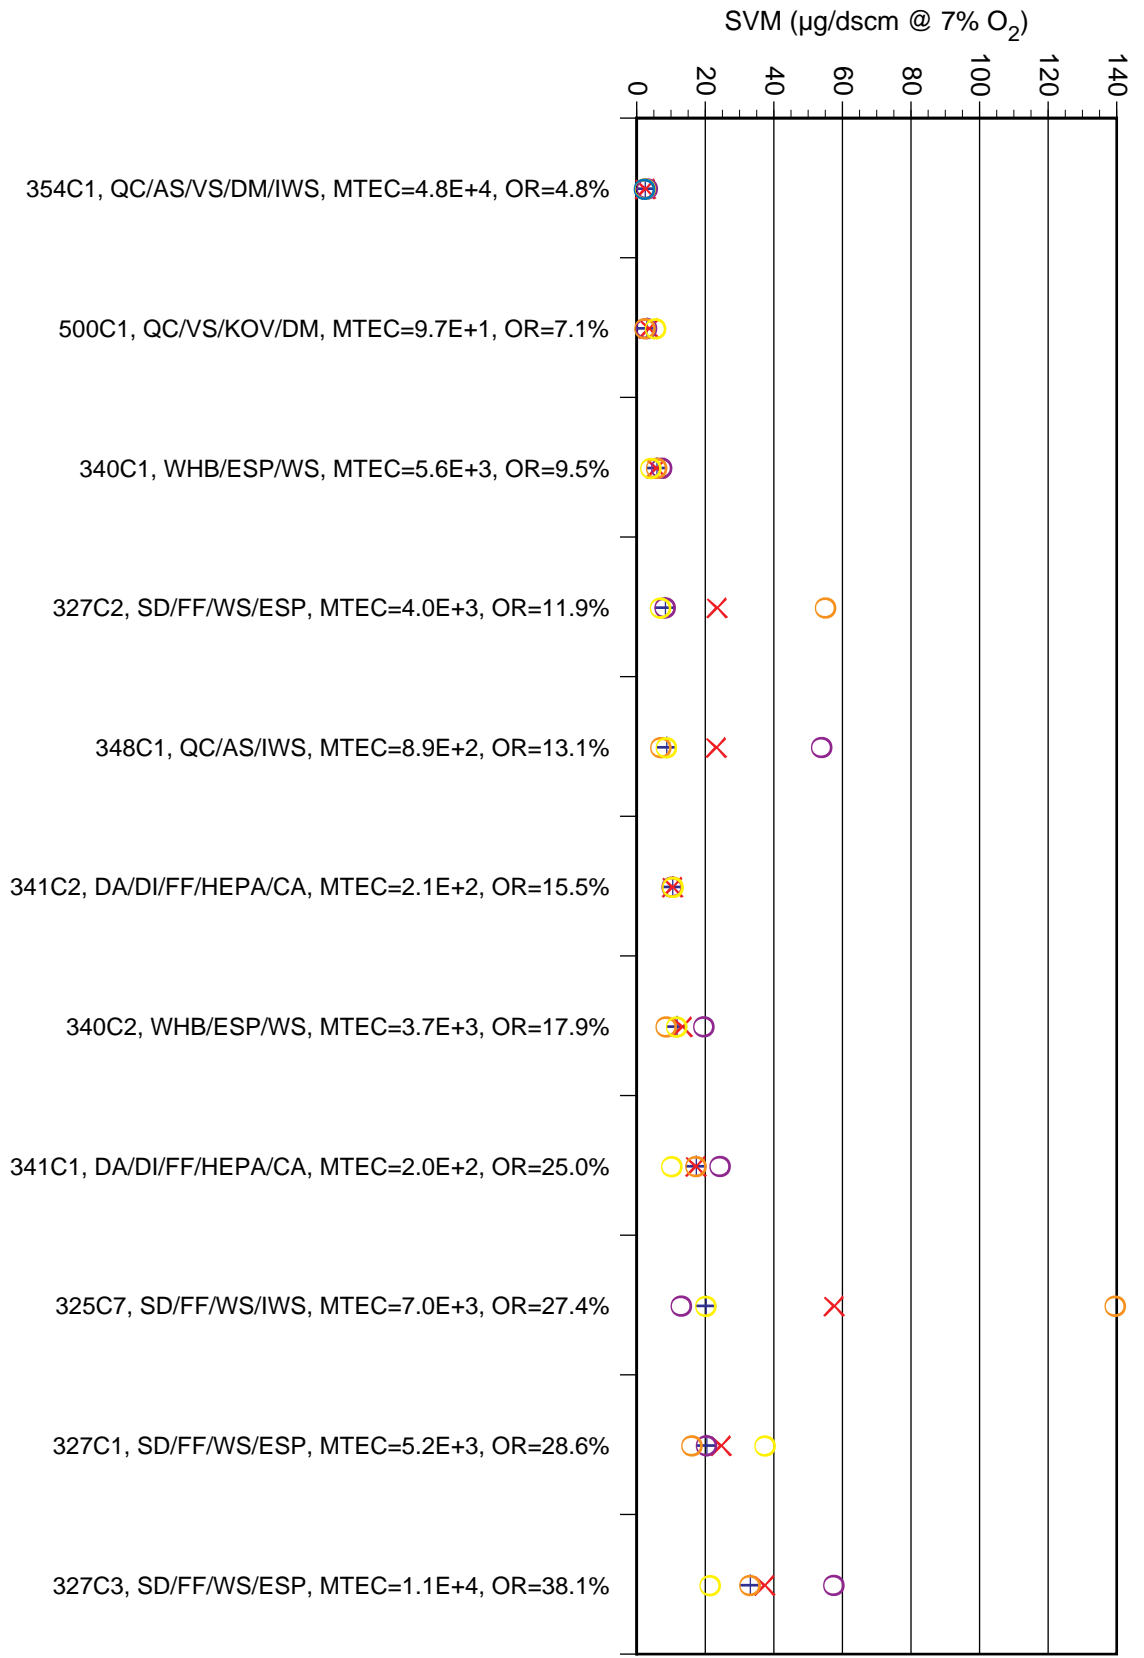 SVM (µg/dscm @ 7% O2)
0 20 40 60 80 100 120 140
354C1, QC/AS/VS/DM/IWS, MTEC=4.8E+4, OR=4.8%
500C1, QC/VS/KOV/DM, MTEC=9.7E+1, OR=7.1%
340C1, WHB/ESP/WS, MTEC=5.6E+3, OR=9.5%
327C2, SD/FF/WS/ESP, MTEC=4.0E+3, OR=11.9%
348C1, QC/AS/IWS, MTEC=8.9E+2, OR=13.1%
341C2, DA/DI/FF/HEPA/CA, MTEC=2.1E+2, OR=15.5%
340C2, WHB/ESP/WS, MTEC=3.7E+3, OR=17.9%
341C1, DA/DI/FF/HEPA/CA, MTEC=2.0E+2, OR=25.0%
325C7, SD/FF/WS/IWS, MTEC=7.0E+3, OR=27.4%
327C1, SD/FF/WS/ESP, MTEC=5.2E+3, OR=28.6%
327C3, SD/FF/WS/ESP, MTEC=1.1E+4, OR=38.1%